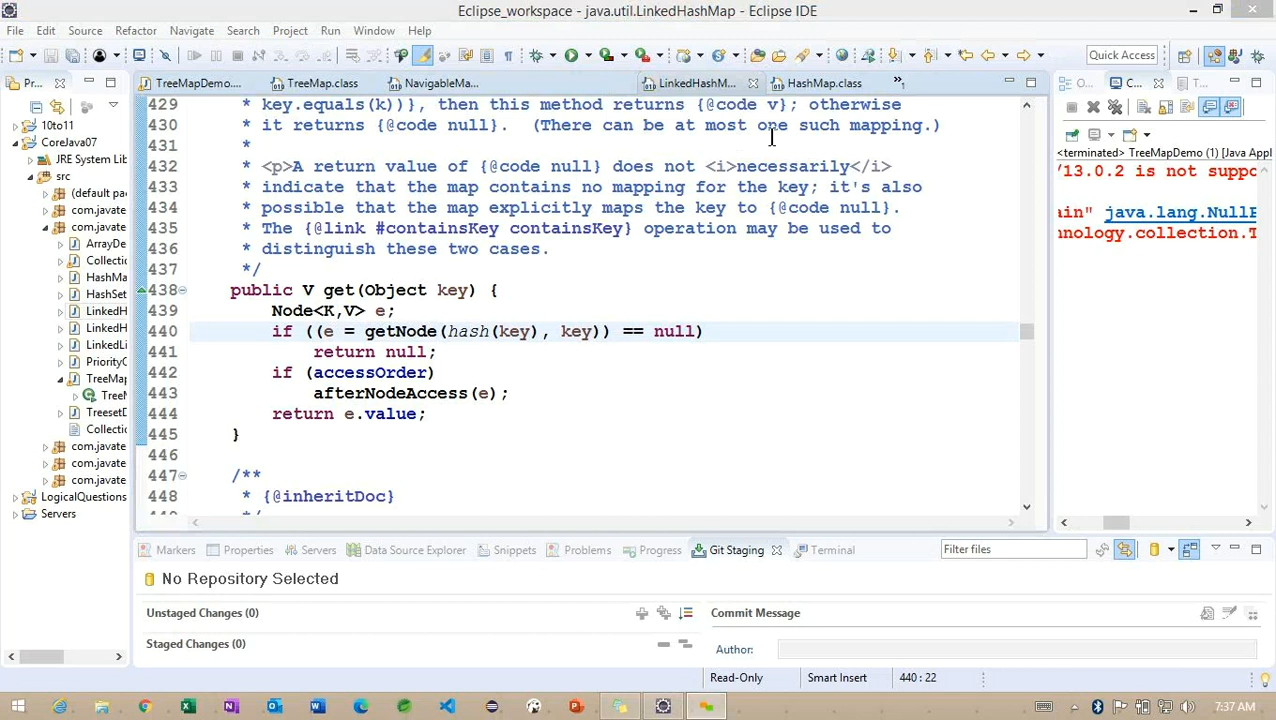 Eclipse_workspace - java.util.LinkedHashMap - Eclipse IDE
File Edit Source Refactor Navigate Search Project Run Window Help
Quick Access
Pr...
TreeMapDemo....
TreeMap.class
NavigableMa...
LinkedHashM...
HashMap.class
O...
C...
T...
10to11
CoreJava07
JRE System Lib
src
(default pac
com.javate
com.javate
ArrayDe
Collectic
HashMa
HashSet
LinkedH
LinkedH
LinkedLi
PriorityC
TreeMap
TreeM
TreesetD
Collectio
com.javate
com.javate
com.javate
LogicalQuestions
Servers
429 * key.equals(k))}, then this method returns {@code v}; otherwise
430 * it returns {@code null}. (There can be at most one such mapping.)
431 *
432 * <p>A return value of {@code null} does not <i>necessarily</i>
433 * indicate that the map contains no mapping for the key; it's also
434 * possible that the map explicitly maps the key to {@code null}.
435 * The {@link #containsKey containsKey} operation may be used to
436 * distinguish these two cases.
437 */
438 public V get(Object key) {
439 Node<K,V> e;
440 if ((e = getNode(hash(key), key)) == null)
441 return null;
442 if (accessOrder)
443 afterNodeAccess(e);
444 return e.value;
445 }
446
447 /**
448 * {@inheritDoc}
<terminated> TreeMapDemo (1) [Java Appl
/13.0.2 is not suppo
ain" java.lang.NullP
hnology.collection.T
Markers Properties Servers Data Source Explorer Snippets Problems Progress Git Staging Terminal
Filter files
No Repository Selected
Unstaged Changes (0)
Staged Changes (0)
Commit Message
Author:
Read-Only
Smart Insert
440 : 22
7:37 AM